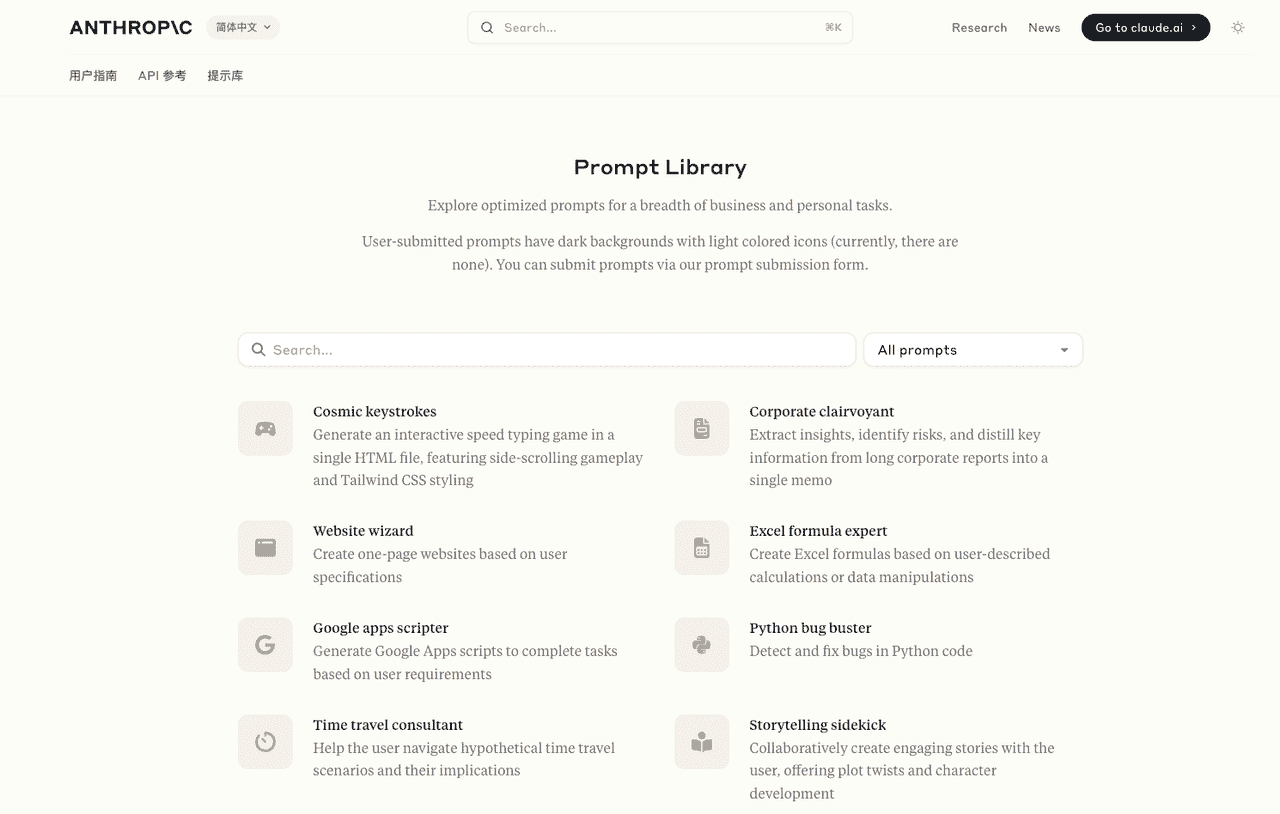 ANTHROP\C
简体中文
Search...
⌘K
Research
News
Go to claude.ai ›
用户指南
API 参考
提示库
Prompt Library
Explore optimized prompts for a breadth of business and personal tasks.
User-submitted prompts have dark backgrounds with light colored icons (currently, there are
none). You can submit prompts via our prompt submission form.
Search...
All prompts
Cosmic keystrokes
Generate an interactive speed typing game in a
single HTML file, featuring side-scrolling gameplay
and Tailwind CSS styling
Corporate clairvoyant
Extract insights, identify risks, and distill key
information from long corporate reports into a
single memo
Website wizard
Create one-page websites based on user
specifications
Excel formula expert
Create Excel formulas based on user-described
calculations or data manipulations
Google apps scripter
Generate Google Apps scripts to complete tasks
based on user requirements
Python bug buster
Detect and fix bugs in Python code
Time travel consultant
Help the user navigate hypothetical time travel
scenarios and their implications
Storytelling sidekick
Collaboratively create engaging stories with the
user, offering plot twists and character
development